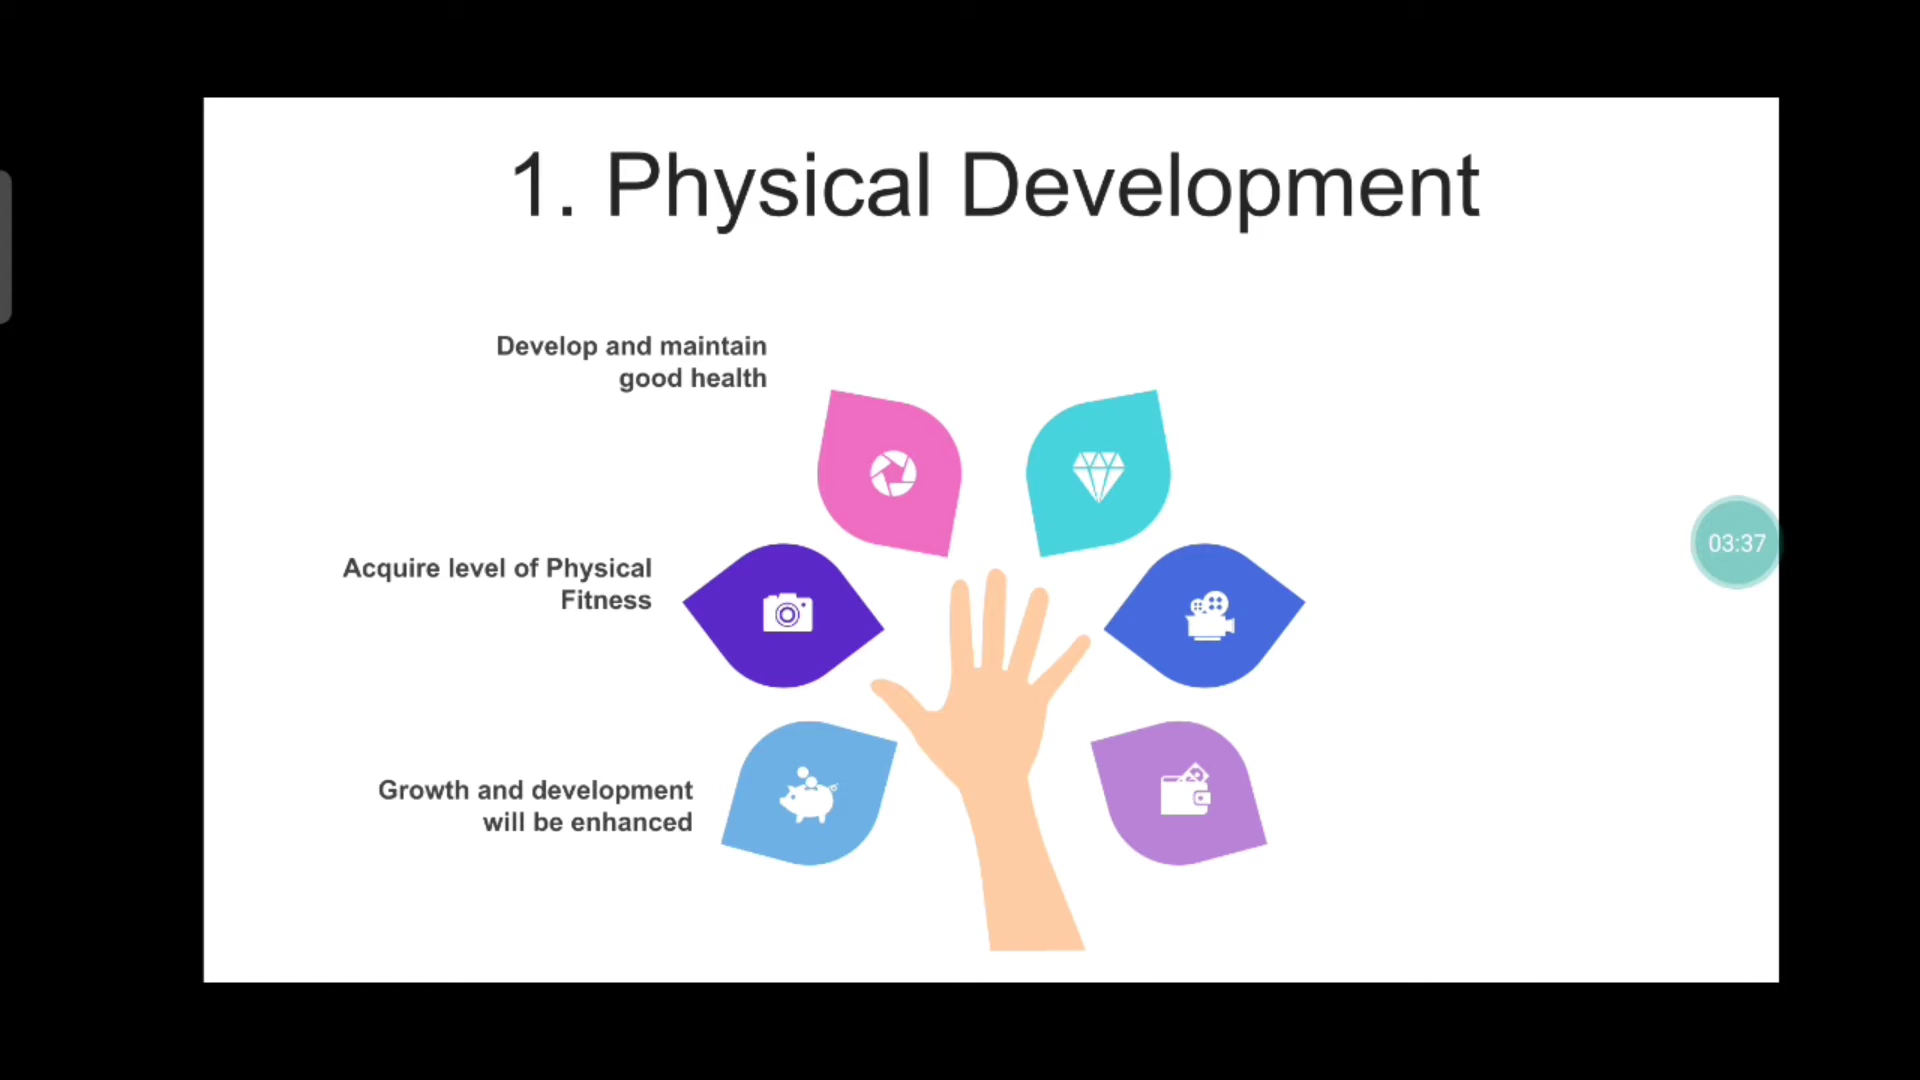 1. Physical Development
Develop and maintain
good health
Acquire level of Physical
Fitness
03:37
Growth and development
will be enhanced